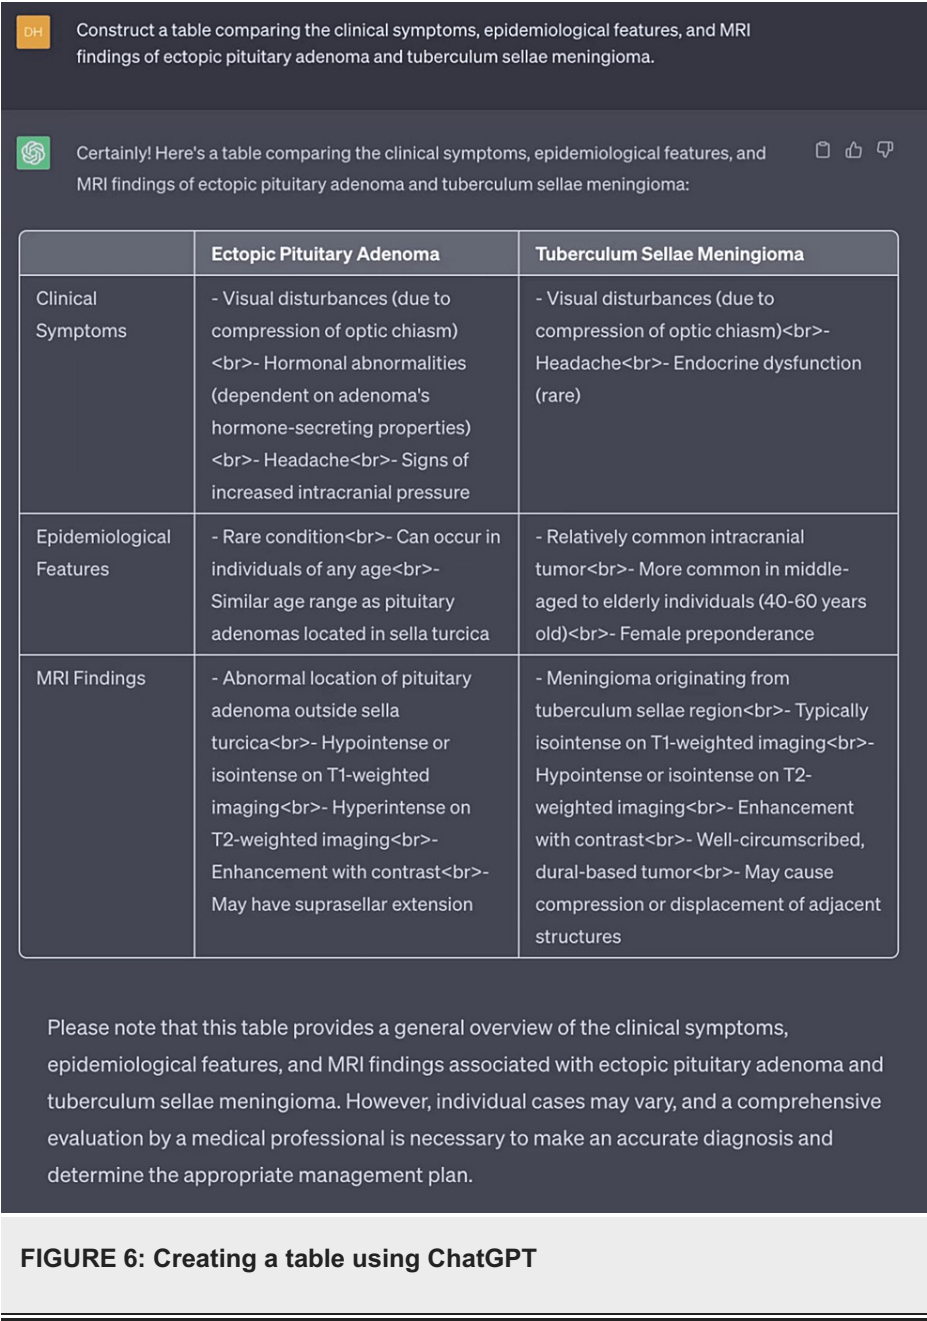 DH
Construct a table comparing the clinical symptoms, epidemiological features, and MRI
findings of ectopic pituitary adenoma and tuberculum sellae meningioma.
Certainly! Here's a table comparing the clinical symptoms, epidemiological features, and
MRI findings of ectopic pituitary adenoma and tuberculum sellae meningioma:
Ectopic Pituitary Adenoma
Tuberculum Sellae Meningioma
Clinical
Symptoms
- Visual disturbances (due to
compression of optic chiasm)
<br>- Hormonal abnormalities
(dependent on adenoma's
hormone-secreting properties)
<br>- Headache<br>- Signs of
increased intracranial pressure
- Visual disturbances (due to
compression of optic chiasm)<br>-
Headache<br>- Endocrine dysfunction
(rare)
Epidemiological
Features
- Rare condition<br>- Can occur in
individuals of any age<br>-
Similar age range as pituitary
adenomas located in sella turcica
- Relatively common intracranial
tumor<br>- More common in middle-
aged to elderly individuals (40-60 years
old)<br>- Female preponderance
MRI Findings
- Abnormal location of pituitary
adenoma outside sella
turcica<br>- Hypointense or
isointense on T1-weighted
imaging<br>- Hyperintense on
T2-weighted imaging<br>-
Enhancement with contrast<br>-
May have suprasellar extension
- Meningioma originating from
tuberculum sellae region<br>- Typically
isointense on T1-weighted imaging<br>-
Hypointense or isointense on T2-
weighted imaging<br>- Enhancement
with contrast<br>- Well-circumscribed,
dural-based tumor<br>- May cause
compression or displacement of adjacent
structures
Please note that this table provides a general overview of the clinical symptoms,
epidemiological features, and MRI findings associated with ectopic pituitary adenoma and
tuberculum sellae meningioma. However, individual cases may vary, and a comprehensive
evaluation by a medical professional is necessary to make an accurate diagnosis and
determine the appropriate management plan.
FIGURE 6: Creating a table using ChatGPT